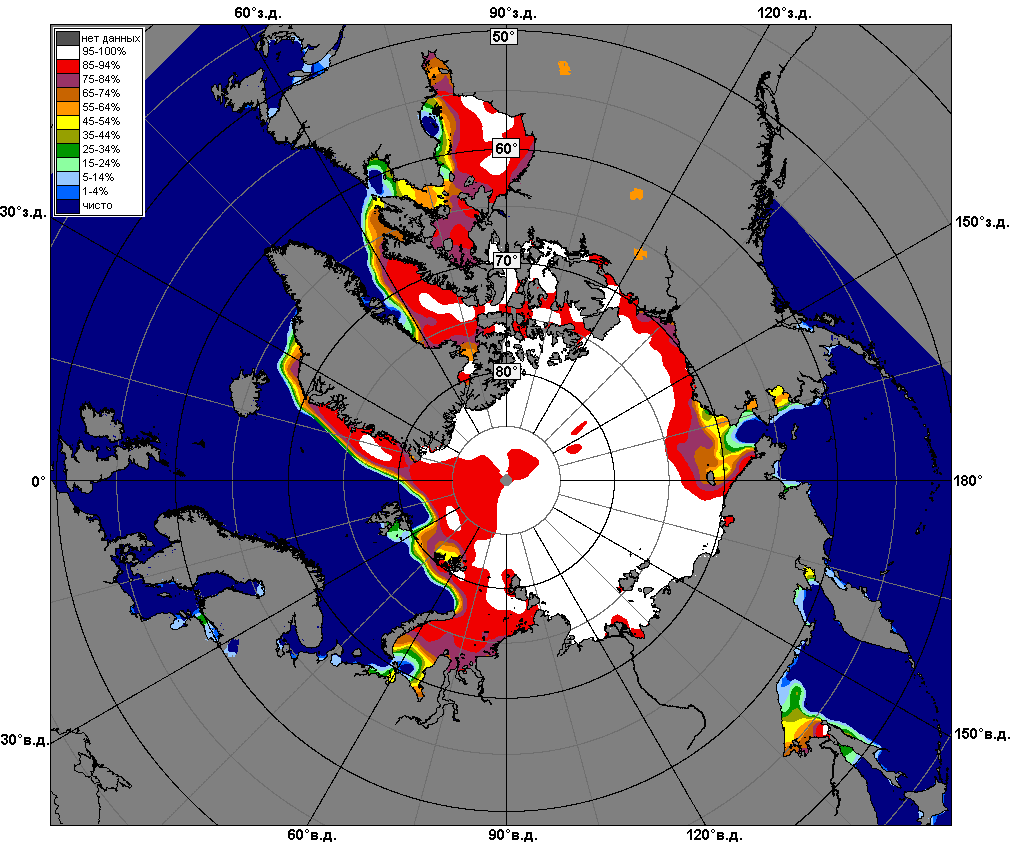 60°з.д.
90°з.д.
120°з.д.
нет данных
95-100%
85-94%
75-84%
65-74%
55-64%
45-54%
35-44%
25-34%
15-24%
5-14%
1-4%
чисто
50°
60°
30°з.д.
150°з.д.
70°
80°
0°
180°
30°в.д.
150°в.д.
60°в.д.
90°в.д.
120°в.д.